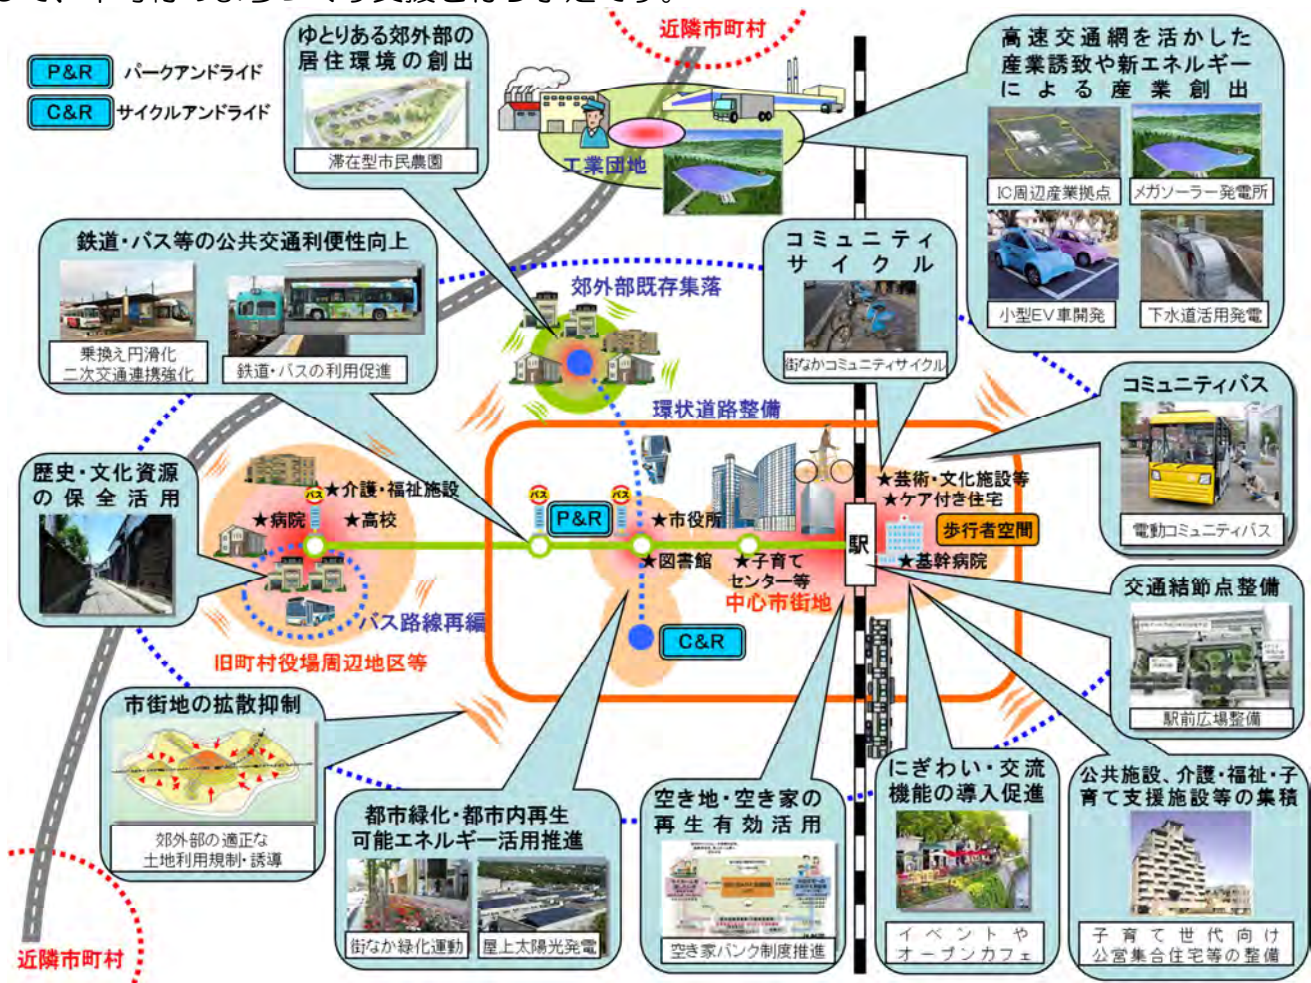 P&R パークアンドライド
C&R サイクルアンドライド
ゆとりある郊外部の
居住環境の創出
滞在型市民農園
近隣市町村
工業団地
高速交通網を活かした
産業誘致や新エネルギー
による産業創出
IC周辺産業拠点
メガソーラー発電所
小型EV車開発
下水道活用発電
鉄道・バス等の公共交通利便性向上
乗換え円滑化
二次交通連携強化
鉄道・バスの利用促進
郊外部既存集落
コミュニティ
サイクル
街なかコミュニティサイクル
環状道路整備
コミュニティバス
電動コミュニティバス
歴史・文化資源
の保全活用
バス
★介護・福祉施設
★病院
★高校
バス路線再編
旧町村役場周辺地区等
バス
P&R
バス
★市役所
★図書館
★子育て
センター等
中心市街地
駅
★芸術・文化施設等
★ケア付き住宅
歩行者空間
★基幹病院
C&R
交通結節点整備
駅前広場整備
市街地の拡散抑制
郊外部の適正な
土地利用規制・誘導
都市緑化・都市内再生
可能エネルギー活用推進
街なか緑化運動
屋上太陽光発電
空き地・空き家の
再生有効活用
空き家バンク制度推進
にぎわい・交流
機能の導入促進
イベントや
オープンカフェ
公共施設、介護・福祉・子
育て支援施設等の集積
子育て世代向け
公営集合住宅等の整備
近隣市町村